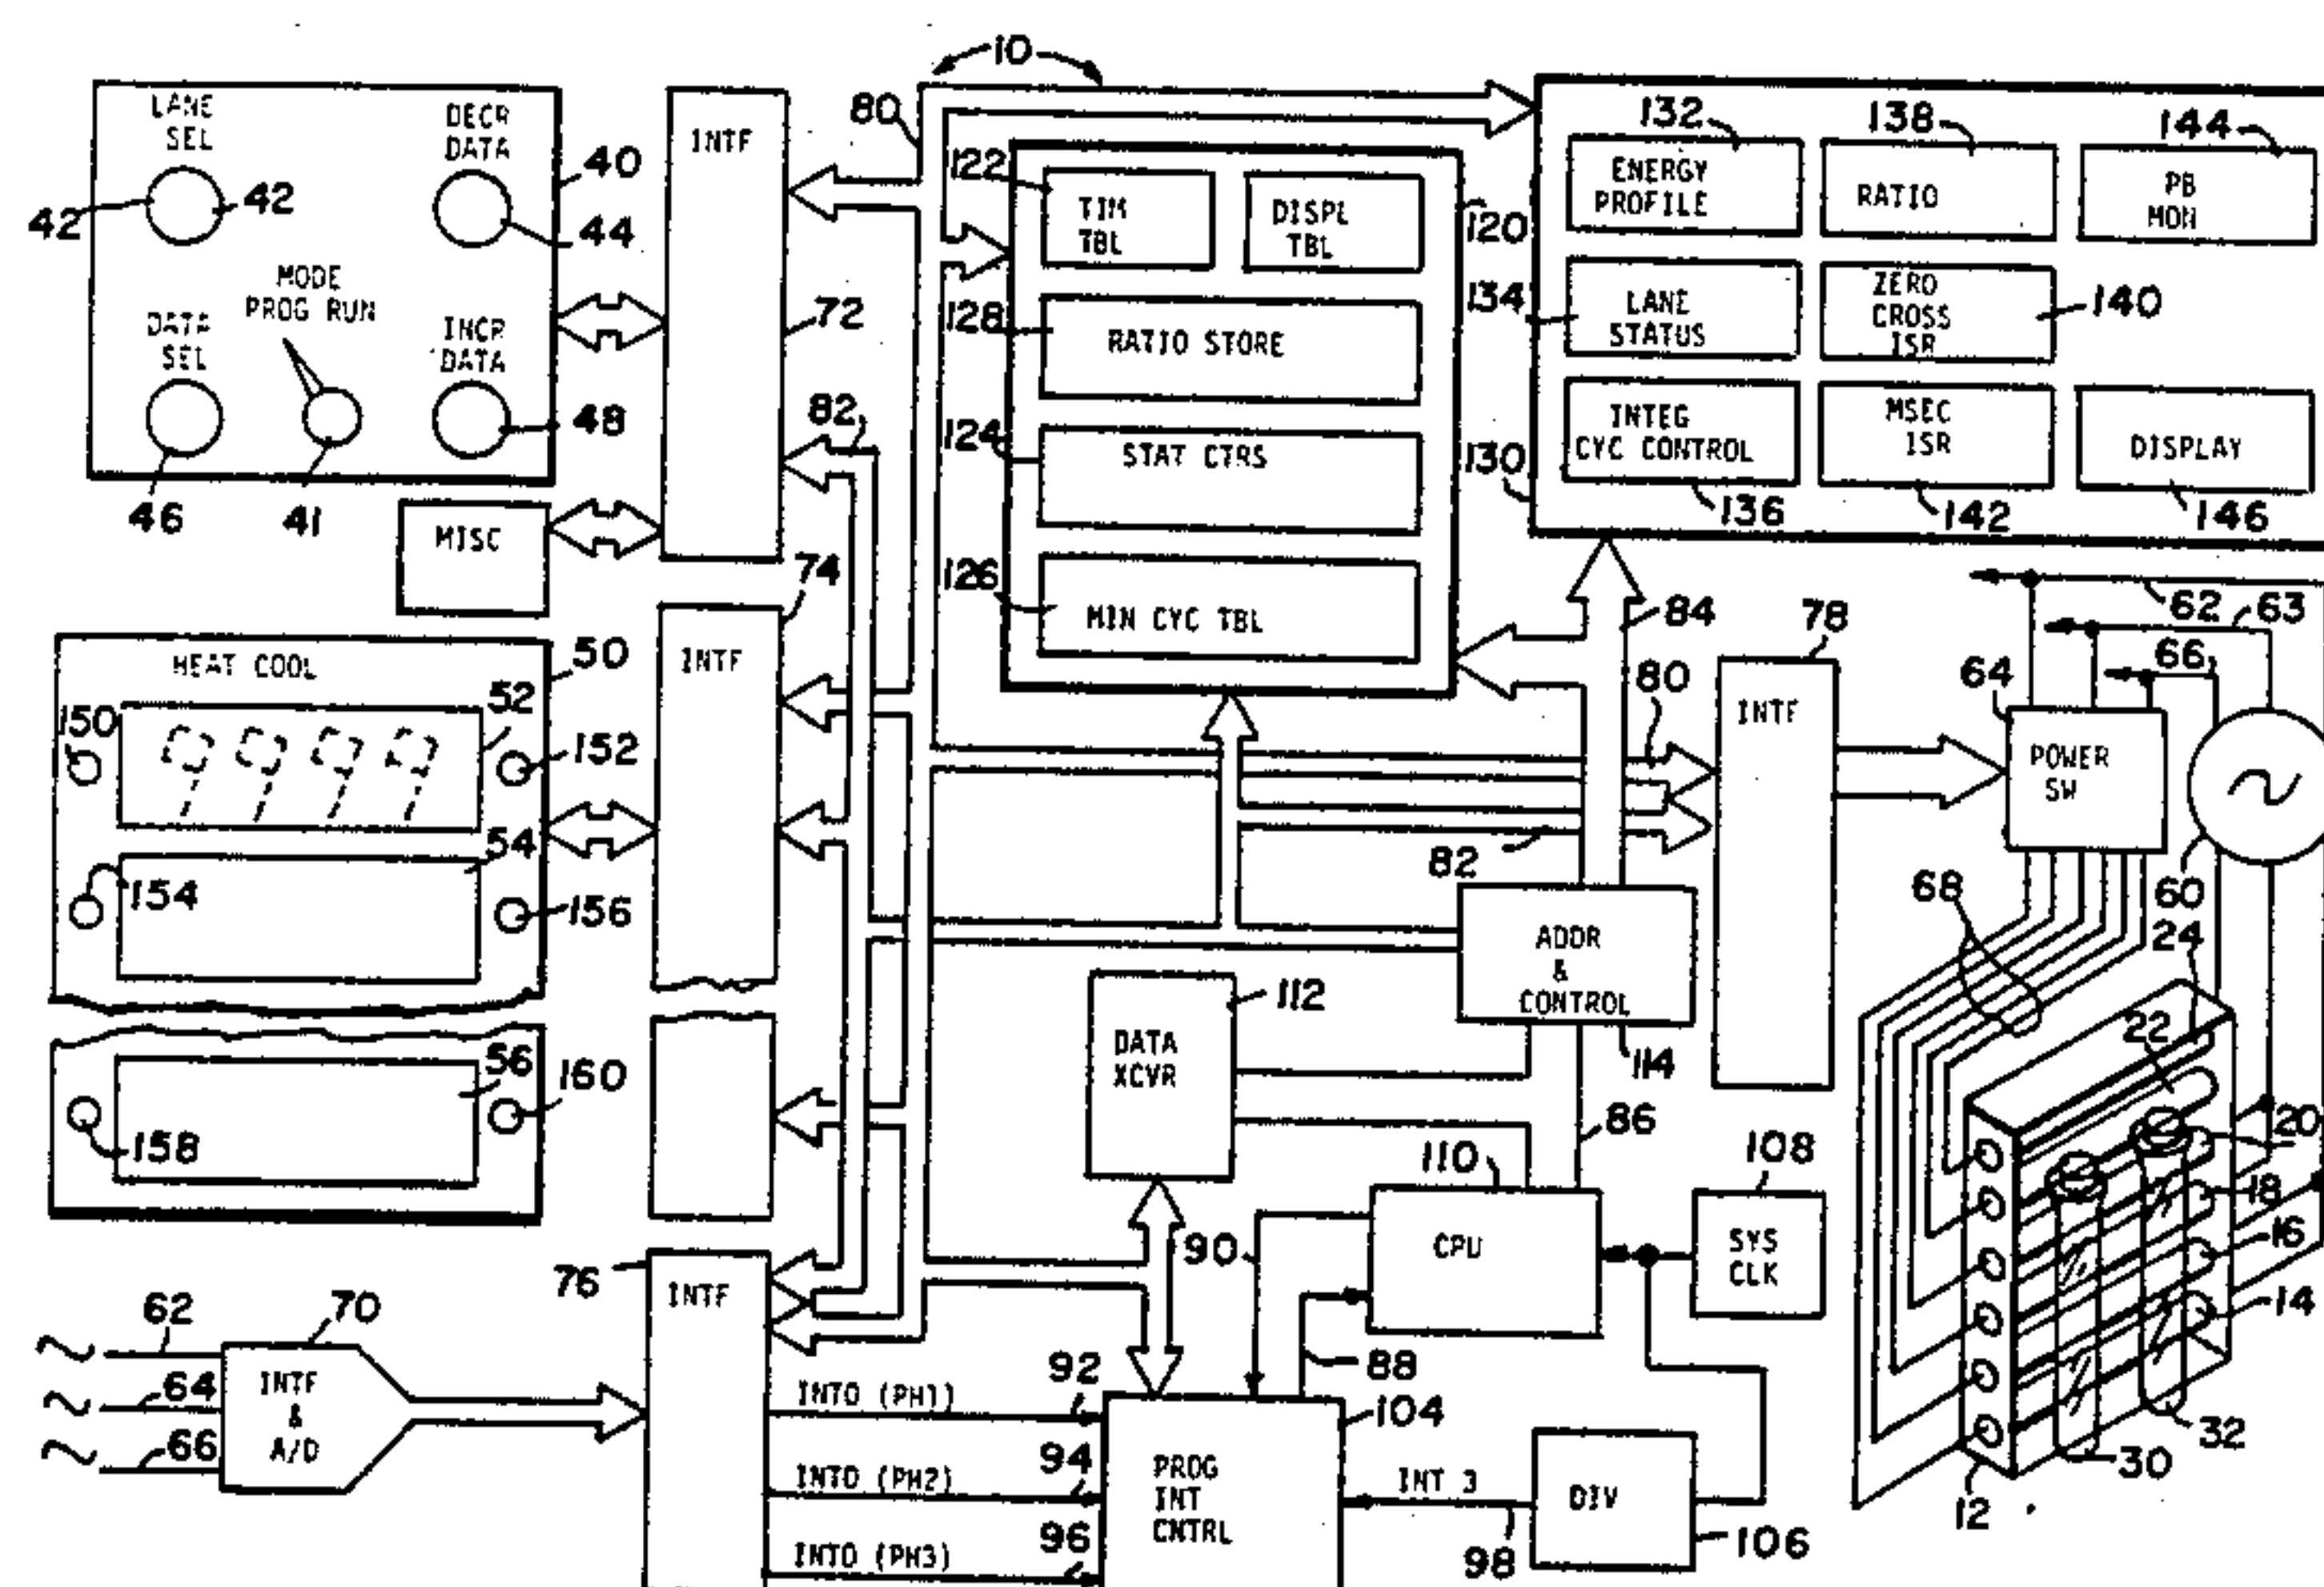 10
LANE
SEL
DECR
DATA
40
42
42
44
MODE
PROG RUN
DATA
SEL
INCR
DATA
46
41
48
MISC
INTF
72
80
82
74
122
TIM
TBL
DISPL
TBL
120
128
RATIO STORE
124
STAT CTRS
126
MIN CYC TBL
132
ENERGY
PROFILE
138
RATIO
144
PB
MON
134
LANE
STATUS
ZERO
CROSS
ISR
140
130
INTEG
CYC CONTROL
136
MSEC
ISR
142
DISPLAY
146
HEAT COOL
50
52
150
152
54
154
156
56
158
160
INTF
84
80
82
78
INTF
62
63
66
64
POWER
SW
60
68
24
22
20
18
16
14
32
30
12
ADDR
&
CONTROL
114
DATA
XCVR
112
86
110
CPU
108
SYS
CLK
90
88
76
INTF
62
64
66
70
INTF
&
A/D
INTO (PH1)
92
INTO (PH2)
94
INTO (PH3)
96
104
PROG
INT
CNTRL
INT 3
98
DIV
106